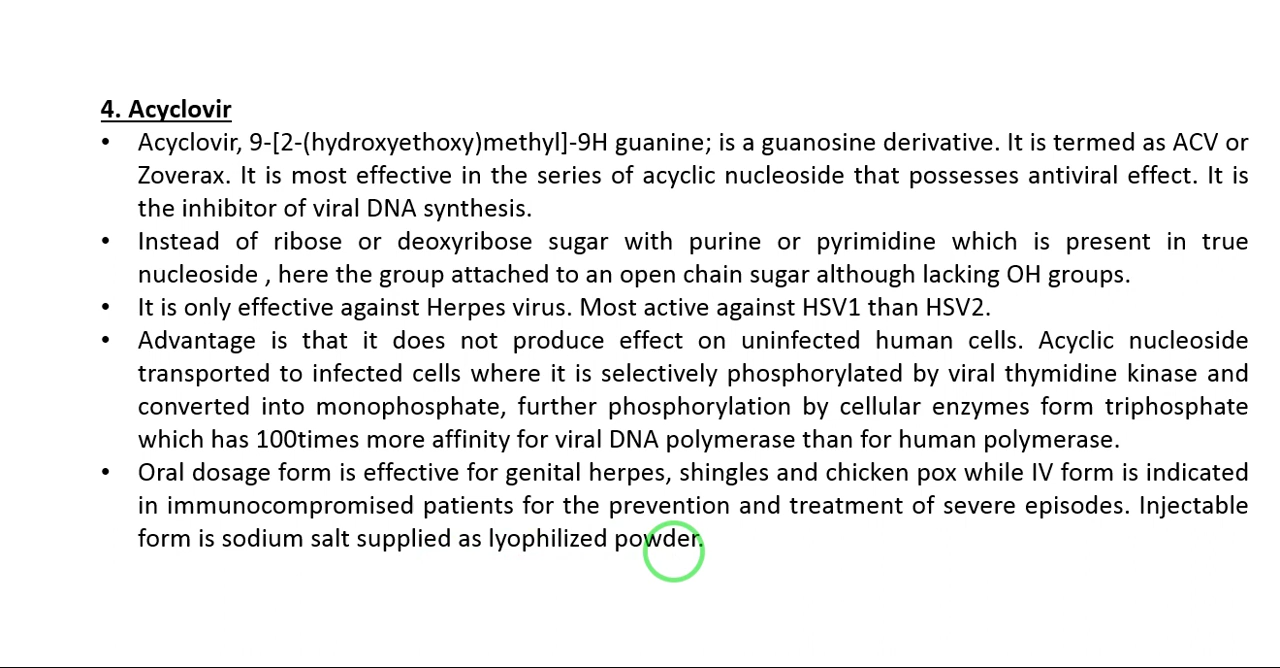 4. Acyclovir
• Acyclovir, 9-[2-(hydroxyethoxy)methyl]-9H guanine; is a guanosine derivative. It is termed as ACV or
Zoverax. It is most effective in the series of acyclic nucleoside that possesses antiviral effect. It is
the inhibitor of viral DNA synthesis.
• Instead of ribose or deoxyribose sugar with purine or pyrimidine which is present in true
nucleoside , here the group attached to an open chain sugar although lacking OH groups.
• It is only effective against Herpes virus. Most active against HSV1 than HSV2.
• Advantage is that it does not produce effect on uninfected human cells. Acyclic nucleoside
transported to infected cells where it is selectively phosphorylated by viral thymidine kinase and
converted into monophosphate, further phosphorylation by cellular enzymes form triphosphate
which has 100times more affinity for viral DNA polymerase than for human polymerase.
• Oral dosage form is effective for genital herpes, shingles and chicken pox while IV form is indicated
in immunocompromised patients for the prevention and treatment of severe episodes. Injectable
form is sodium salt supplied as lyophilized powder.